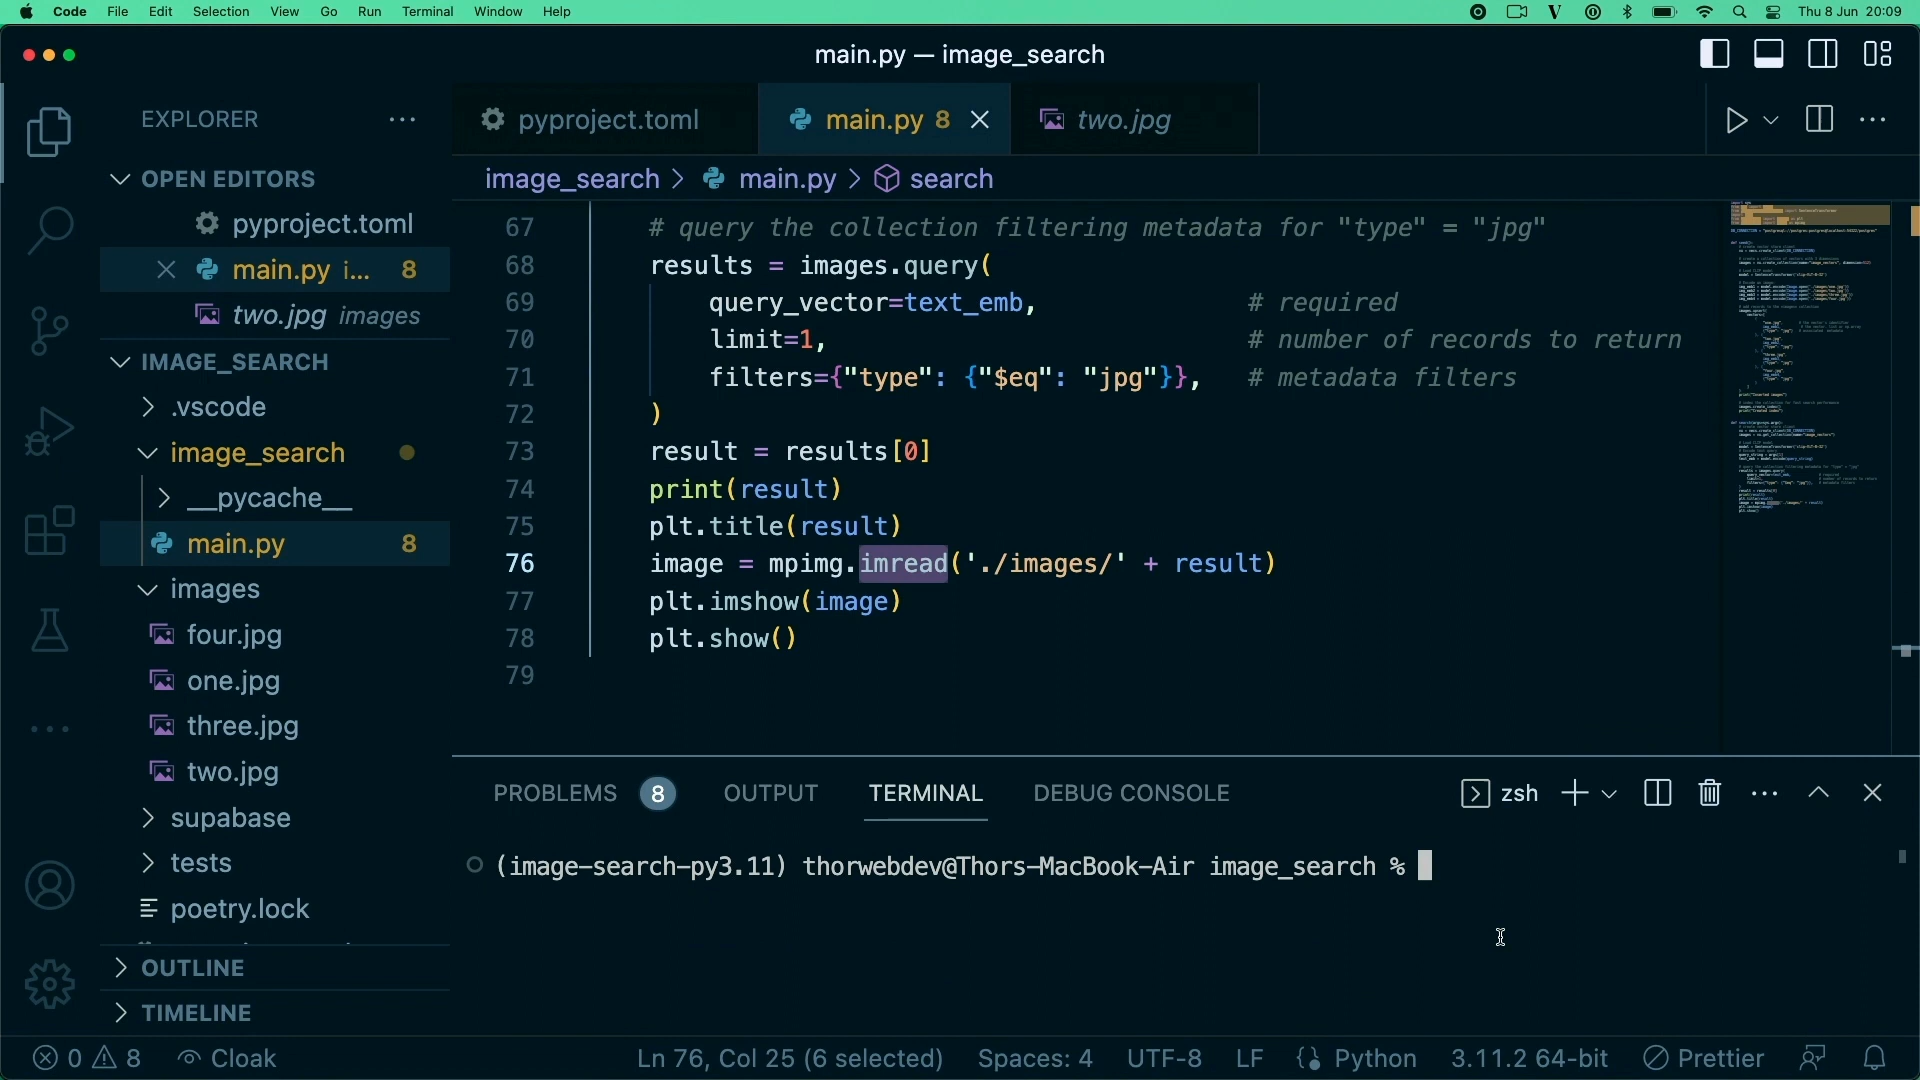 Code File Edit Selection View Go Run Terminal Window Help Thu 8 Jun 20:09
main.py — image_search
EXPLORER
pyproject.toml main.py 8 two.jpg
OPEN EDITORS
pyproject.toml
main.py i... 8
two.jpg images
IMAGE_SEARCH
.vscode
image_search
__pycache__
main.py 8
images
four.jpg
one.jpg
three.jpg
two.jpg
supabase
tests
poetry.lock
OUTLINE
TIMELINE
image_search > main.py > search
67 # query the collection filtering metadata for "type" = "jpg"
68 results = images.query(
69 query_vector=text_emb, # required
70 limit=1, # number of records to return
71 filters={"type": {"$eq": "jpg"}}, # metadata filters
72 )
73 result = results[0]
74 print(result)
75 plt.title(result)
76 image = mpimg.imread('./images/' + result)
77 plt.imshow(image)
78 plt.show()
79
PROBLEMS 8 OUTPUT TERMINAL DEBUG CONSOLE zsh
(image-search-py3.11) thorwebdev@Thors-MacBook-Air image_search %
0 8 Cloak Ln 76, Col 25 (6 selected) Spaces: 4 UTF-8 LF Python 3.11.2 64-bit Prettier